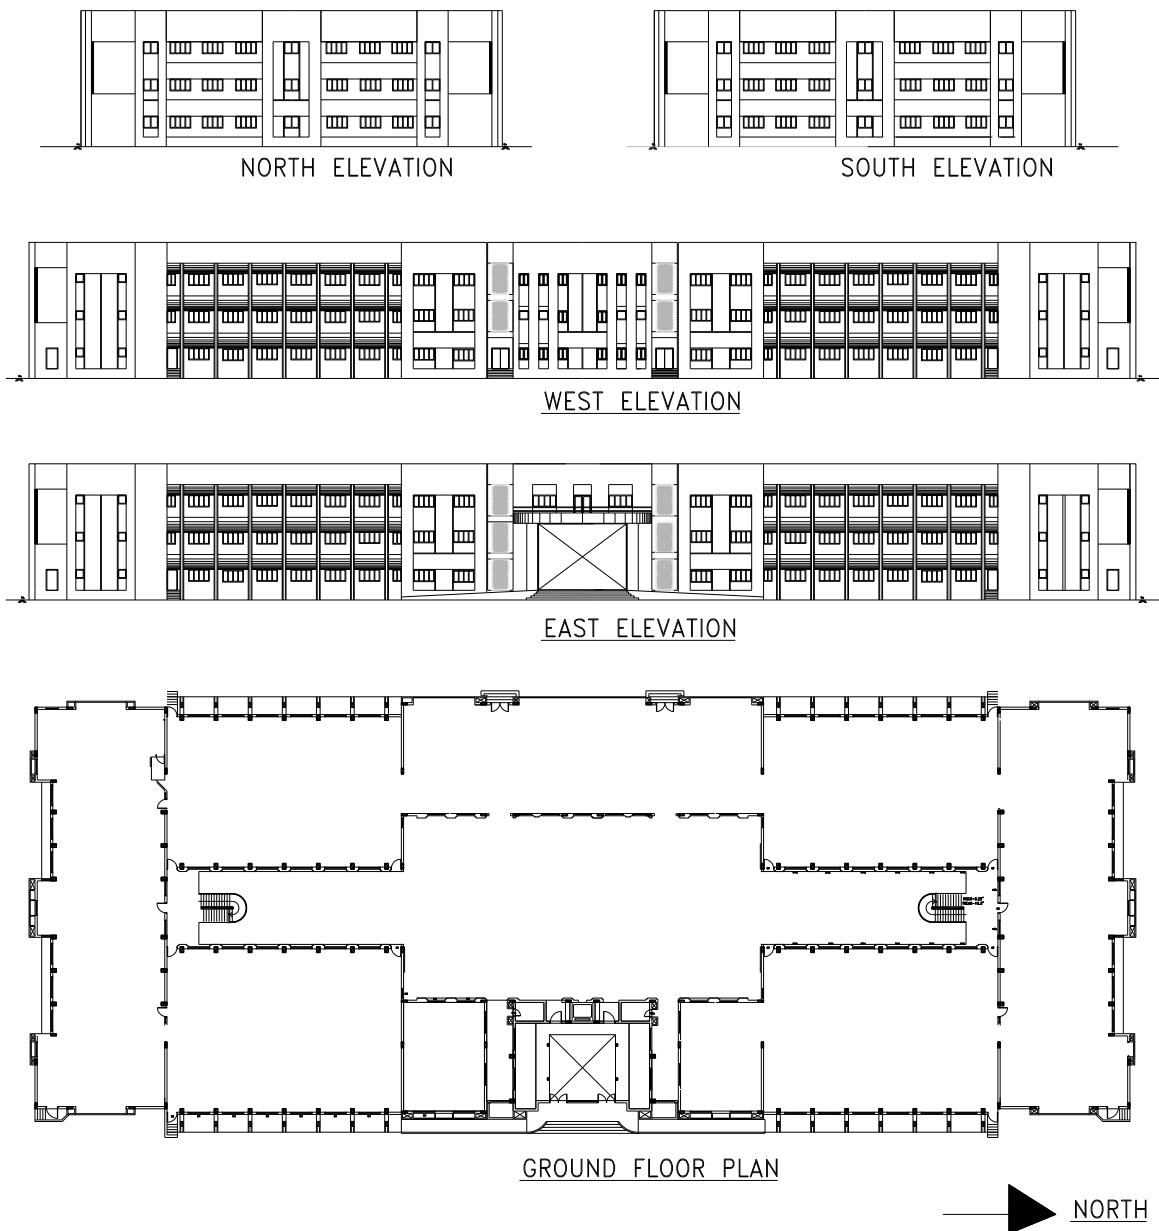 NORTH ELEVATION
SOUTH ELEVATION
WEST ELEVATION
EAST ELEVATION
GROUND FLOOR PLAN
NORTH